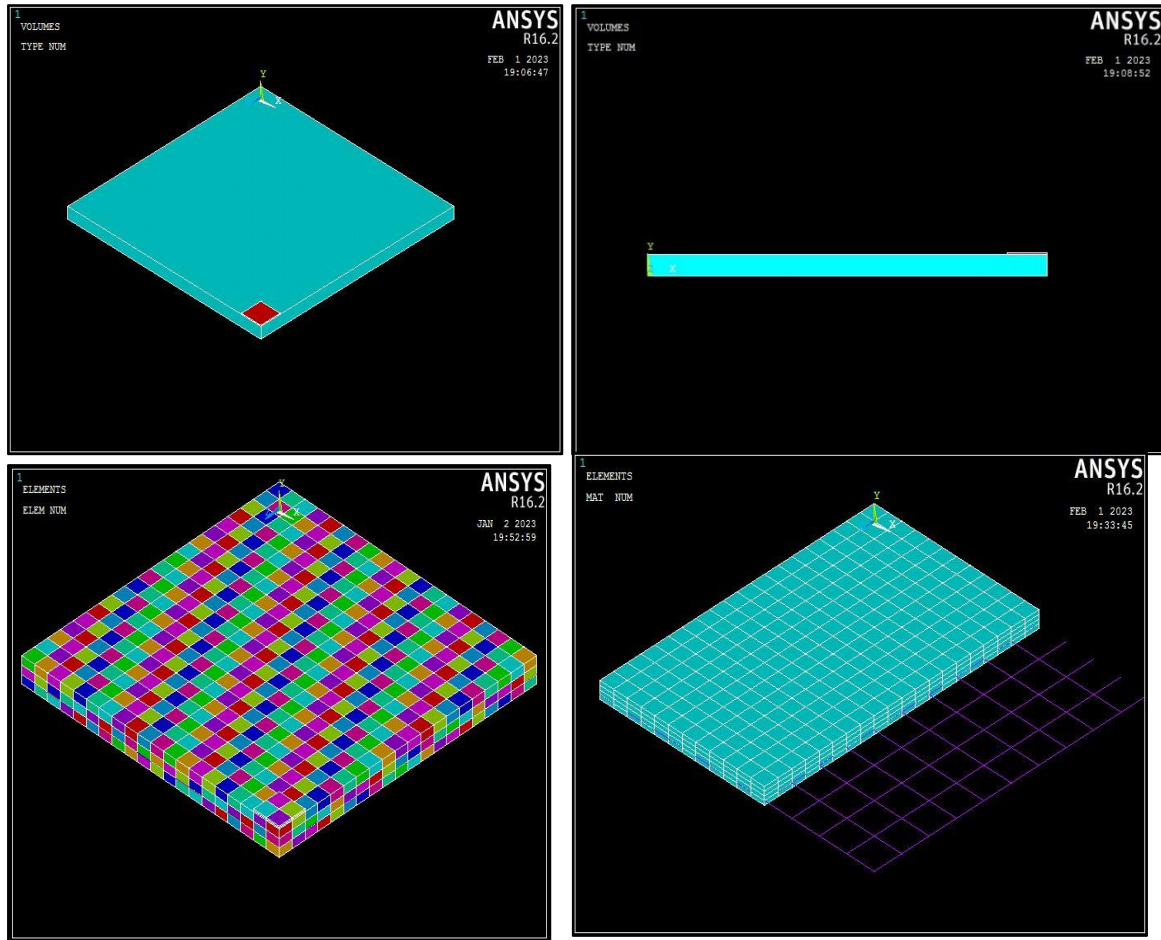 1
VOLUMES
TYPE NUM
ANSYS
R16.2
FEB 1 2023
19:06:47
Y
X
1
VOLUMES
TYPE NUM
ANSYS
R16.2
FEB 1 2023
19:08:52
Y
X
1
ELEMENTS
ELEM NUM
ANSYS
R16.2
JAN 2 2023
19:52:59
Y
X
1
ELEMENTS
MAT NUM
ANSYS
R16.2
FEB 1 2023
19:33:45
Y
X